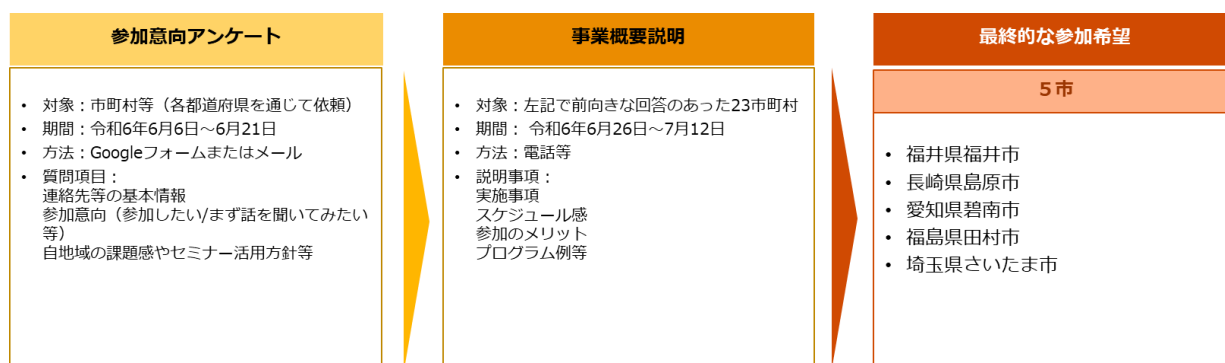 参加意向アンケート
• 対象：市町村等（各都道府県を通じて依頼）
• 期間：令和6年6月6日～6月21日
• 方法：Googleフォームまたはメール
• 質問項目：
連絡先等の基本情報
参加意向（参加したい/まず話を聞いてみたい
等）
自地域の課題感やセミナー活用方針等
事業概要説明
• 対象：左記で前向きな回答のあった23市町村
• 期間： 令和6年6月26日～7月12日
• 方法：電話等
• 説明事項：
実施事項
スケジュール感
参加のメリット
プログラム例等
最終的な参加希望
５市
• 福井県福井市
• 長崎県島原市
• 愛知県碧南市
• 福島県田村市
• 埼玉県さいたま市